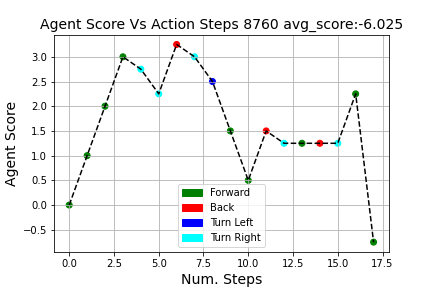 Agent Score Vs Action Steps 8760 avg_score:-6.025
Agent Score
3.0
2.5
2.0
1.5
1.0
0.5
0.0
−0.5
Forward
Back
Turn Left
Turn Right
0.0 2.5 5.0 7.5 10.0 12.5 15.0 17.5
Num. Steps